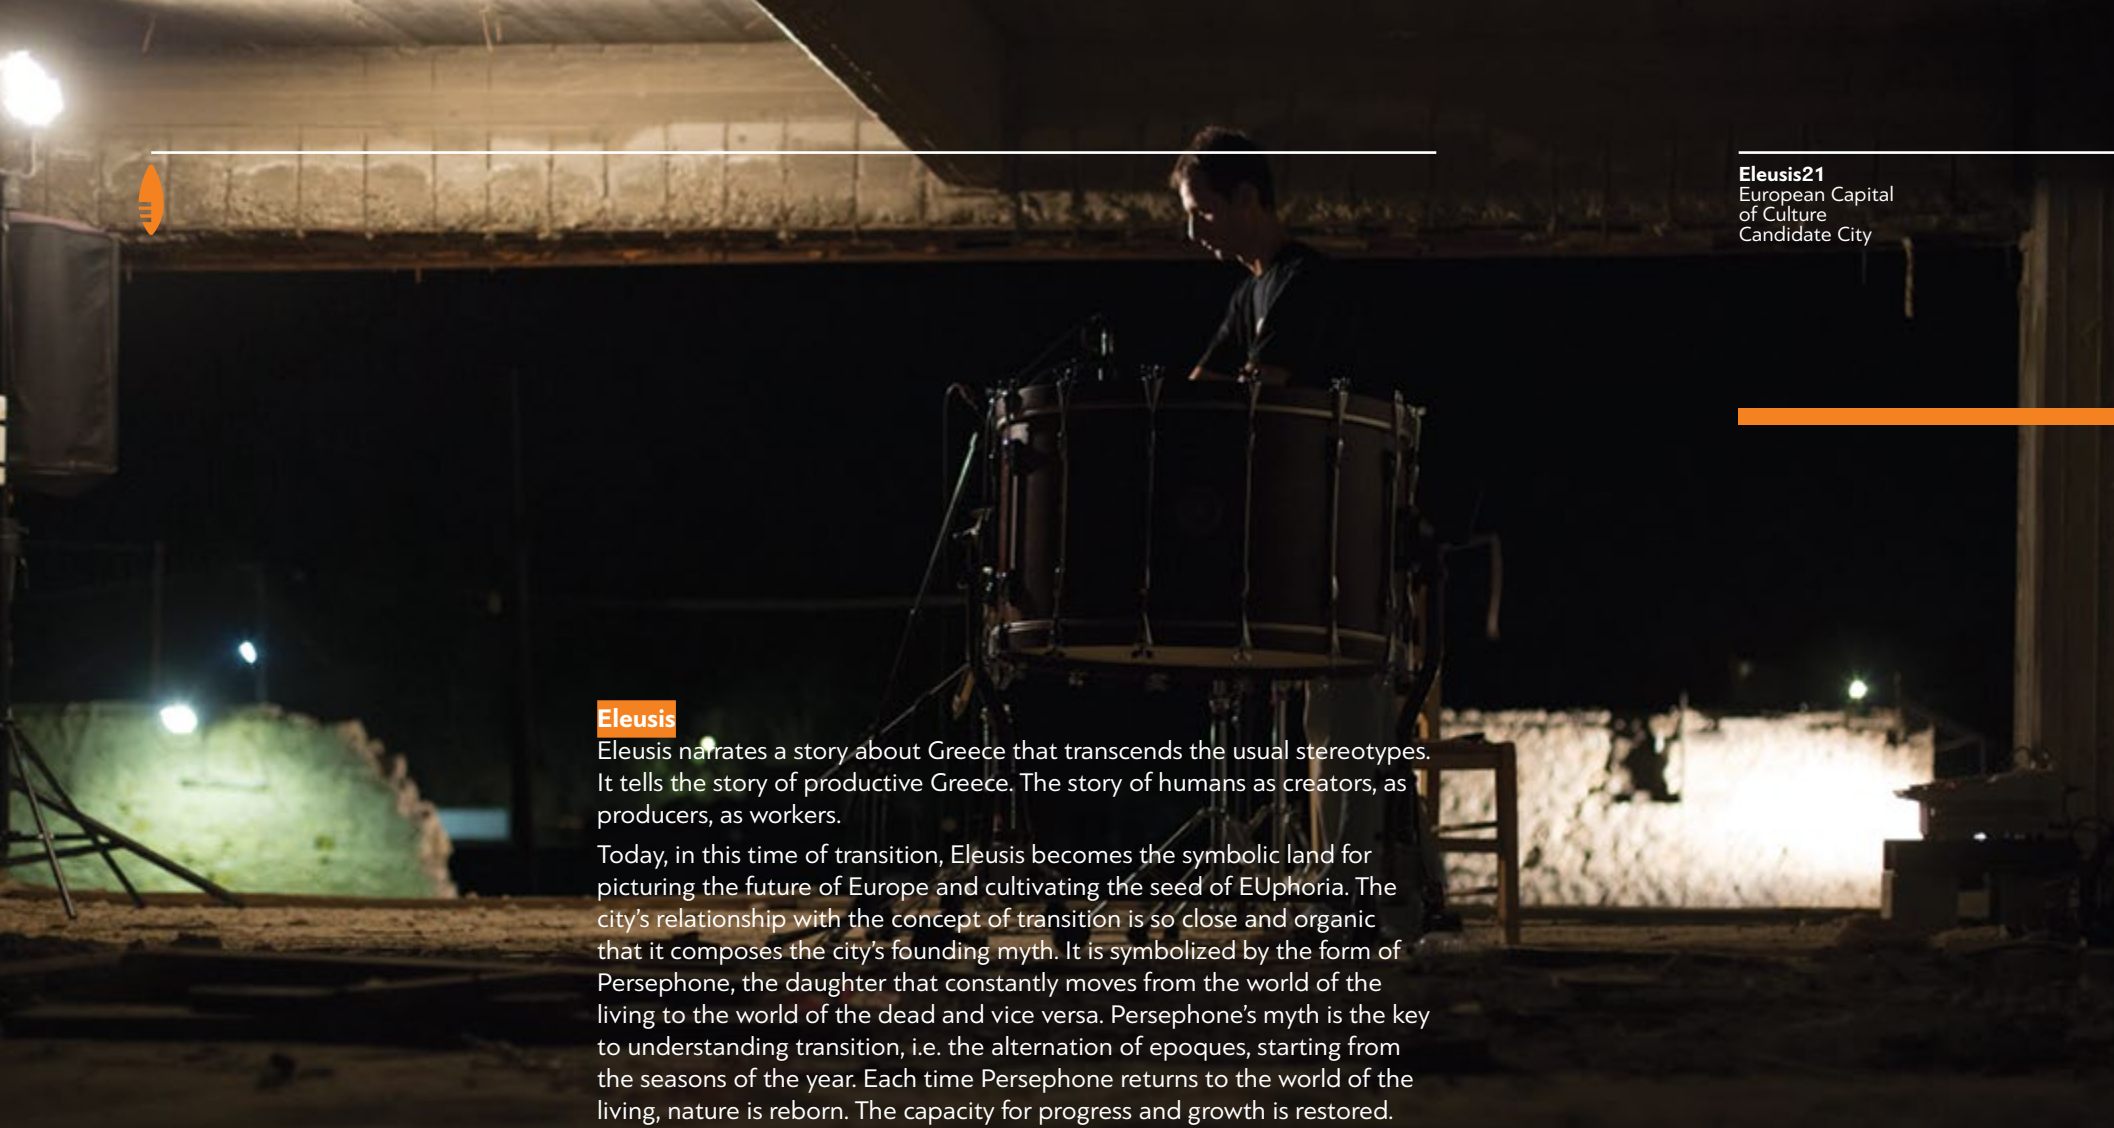 Eleusis21
European Capital
of Culture
Candidate City
Eleusis
Eleusis narrates a story about Greece that transcends the usual stereotypes.
It tells the story of productive Greece. The story of humans as creators, as
producers, as workers.
Today, in this time of transition, Eleusis becomes the symbolic land for
picturing the future of Europe and cultivating the seed of EUphoria. The
city’s relationship with the concept of transition is so close and organic
that it composes the city’s founding myth. It is symbolized by the form of
Persephone, the daughter that constantly moves from the world of the
living to the world of the dead and vice versa. Persephone’s myth is the key
to understanding transition, i.e. the alternation of epoques, starting from
the seasons of the year. Each time Persephone returns to the world of the
living, nature is reborn. The capacity for progress and growth is restored.